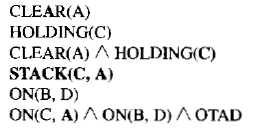 CLEAR(A)
HOLDING(C)
CLEAR(A) ∧ HOLDING(C)
STACK(C, A)
ON(B, D)
ON(C, A) ∧ ON(B, D) ∧ OTAD